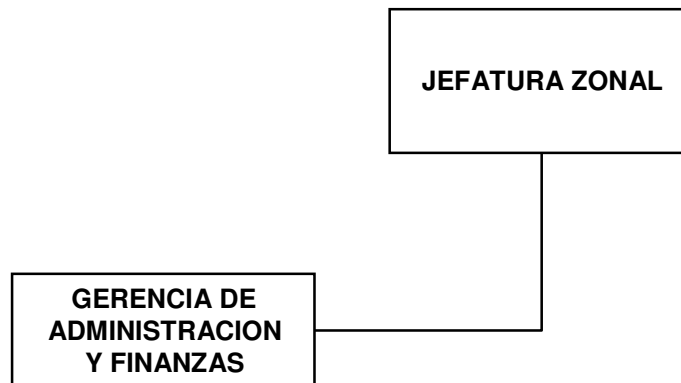 JEFATURA ZONAL
GERENCIA DE
ADMINISTRACION
Y FINANZAS